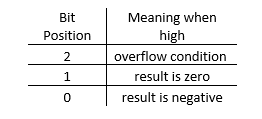 Bit Position	Meaning when high
2	overflow condition
1	result is zero
0	result is negative